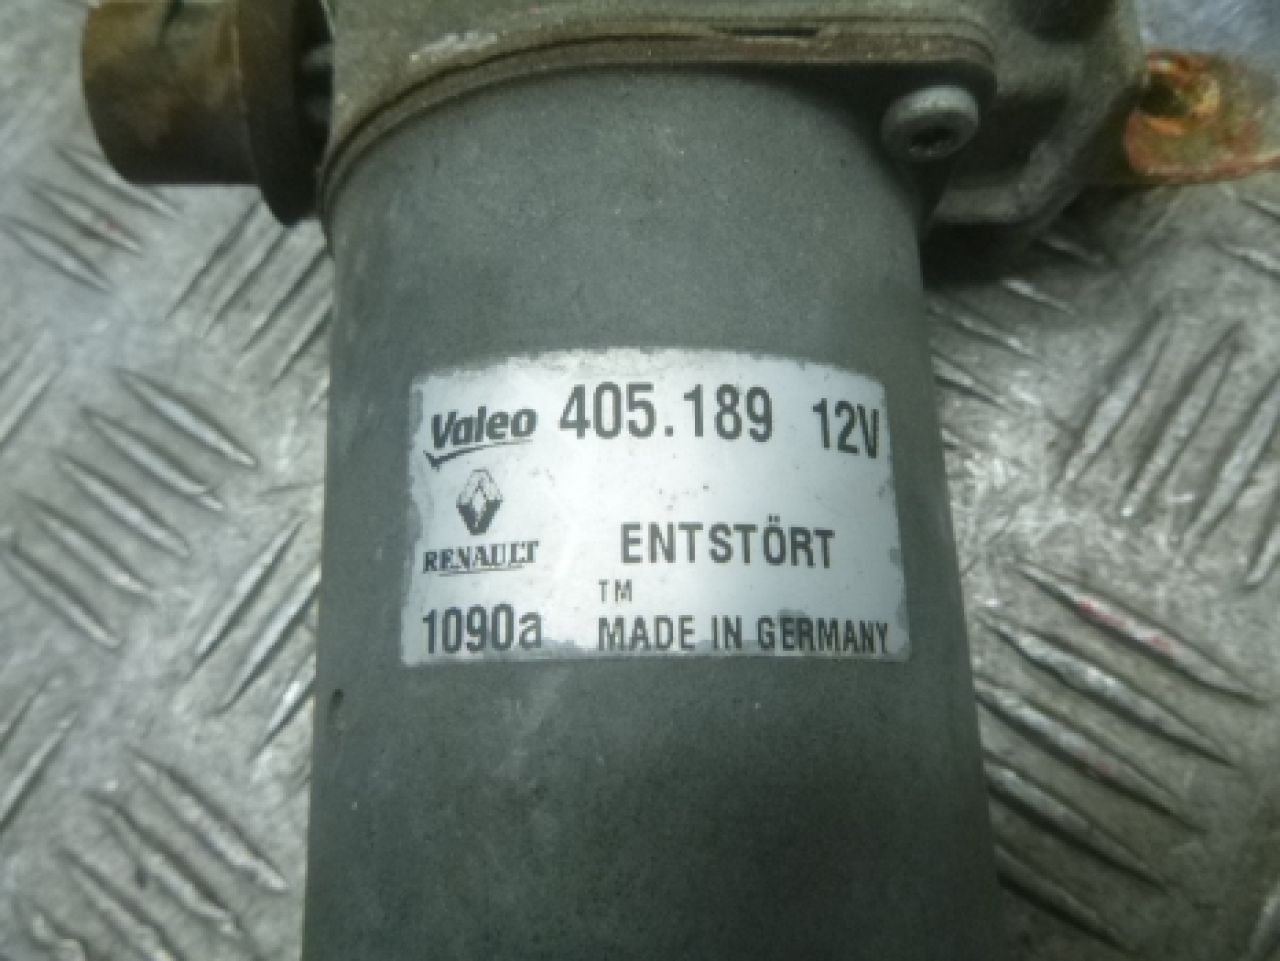 Valeo 405.189 12V
RENAULT ENTSTÖRT
TM
1090a MADE IN GERMANY